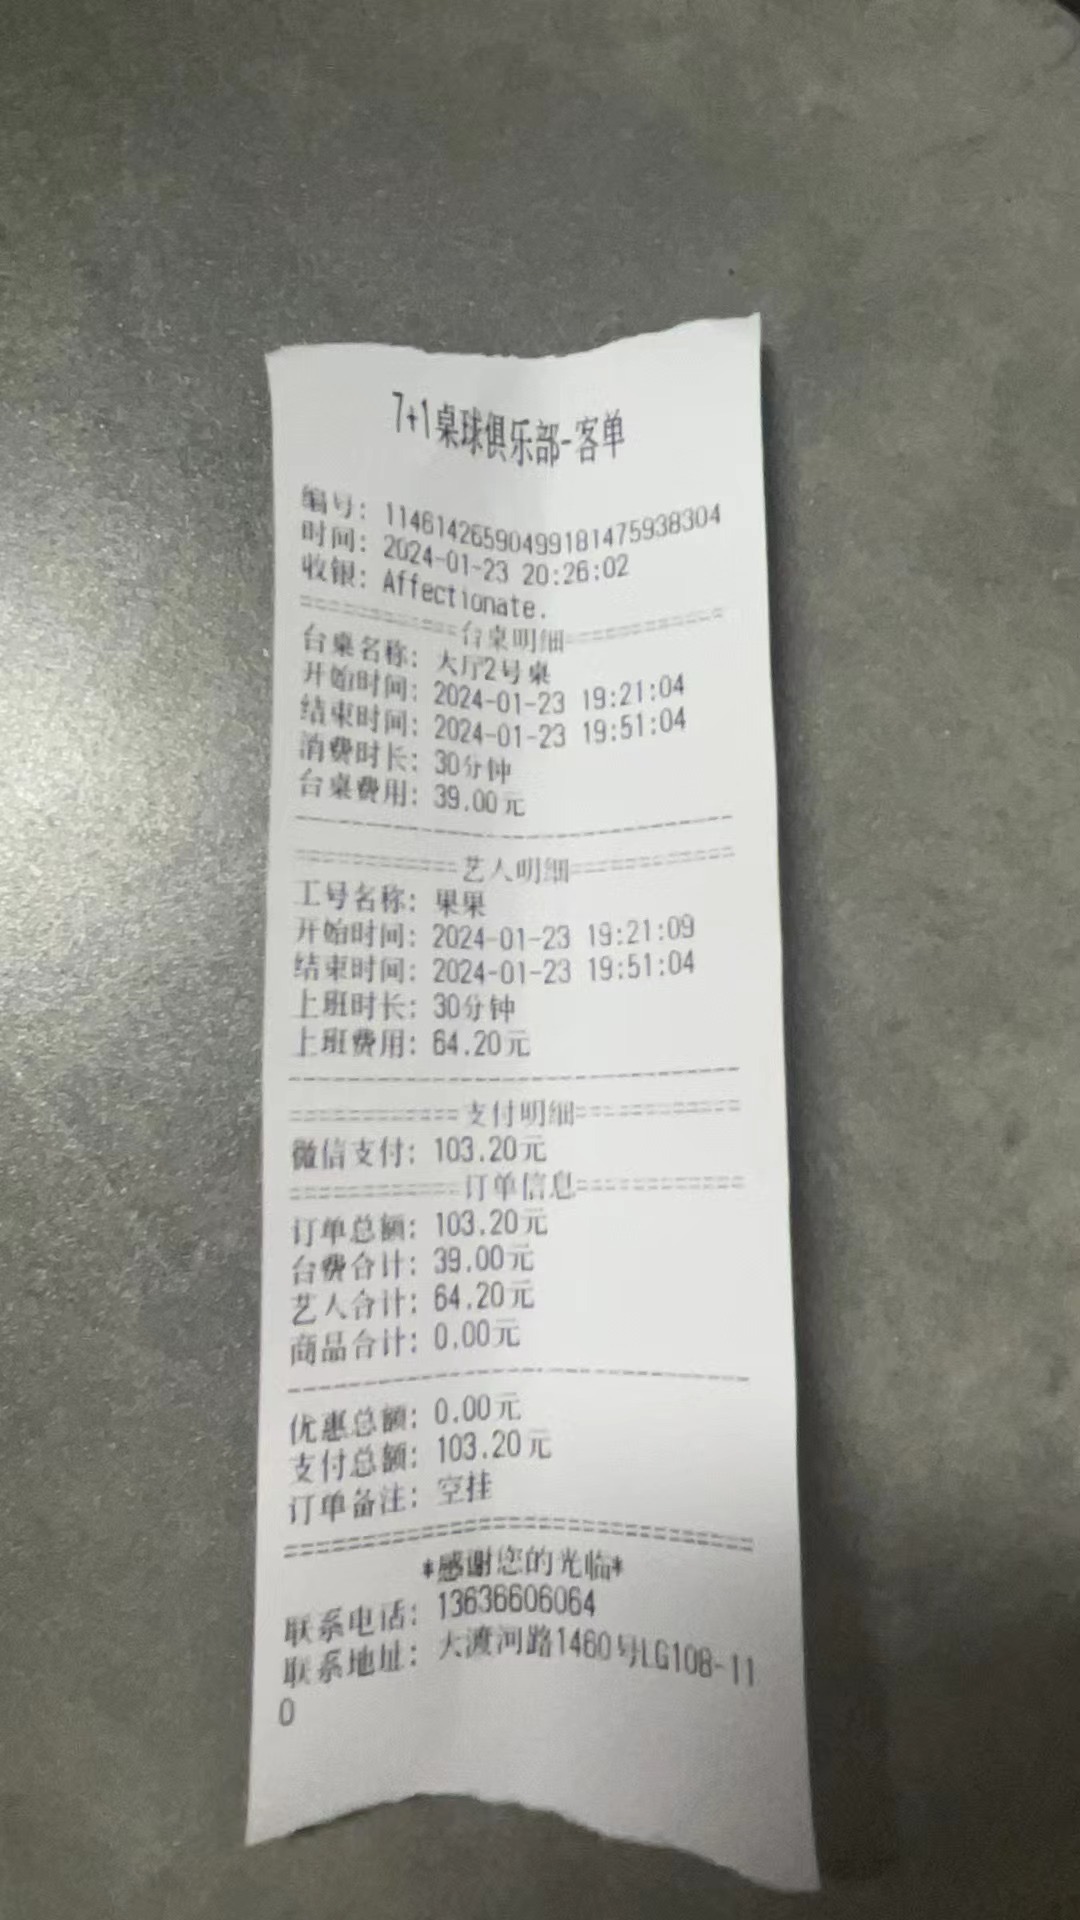 7+1桌球俱乐部-客单
编号: 1146142659049918147593830​4
时间: 2024-01-23 20:26:02
收银: Affectionate.
===========台桌明细===========
台桌名称: 大厅2号桌
开始时间: 2024-01-23 19:21:04
结束时间: 2024-01-23 19:51:04
消费时长: 30分钟
台桌费用: 39.00元
--------------------------------
===========艺人明细===========
工号名称: 果果
开始时间: 2024-01-23 19:21:09
结束时间: 2024-01-23 19:51:04
上班时长: 30分钟
上班费用: 64.20元
--------------------------------
===========支付明细===========
微信支付: 103.20元
===========订单信息===========
订单总额: 103.20元
台费合计: 39.00元
艺人合计: 64.20元
商品合计: 0.00元
--------------------------------
优惠总额: 0.00元
支付总额: 103.20元
订单备注: 空挂
================================
*感谢您的光临*
联系电话: 13636606064
联系地址: 大渡河路1460号LG108-11
0